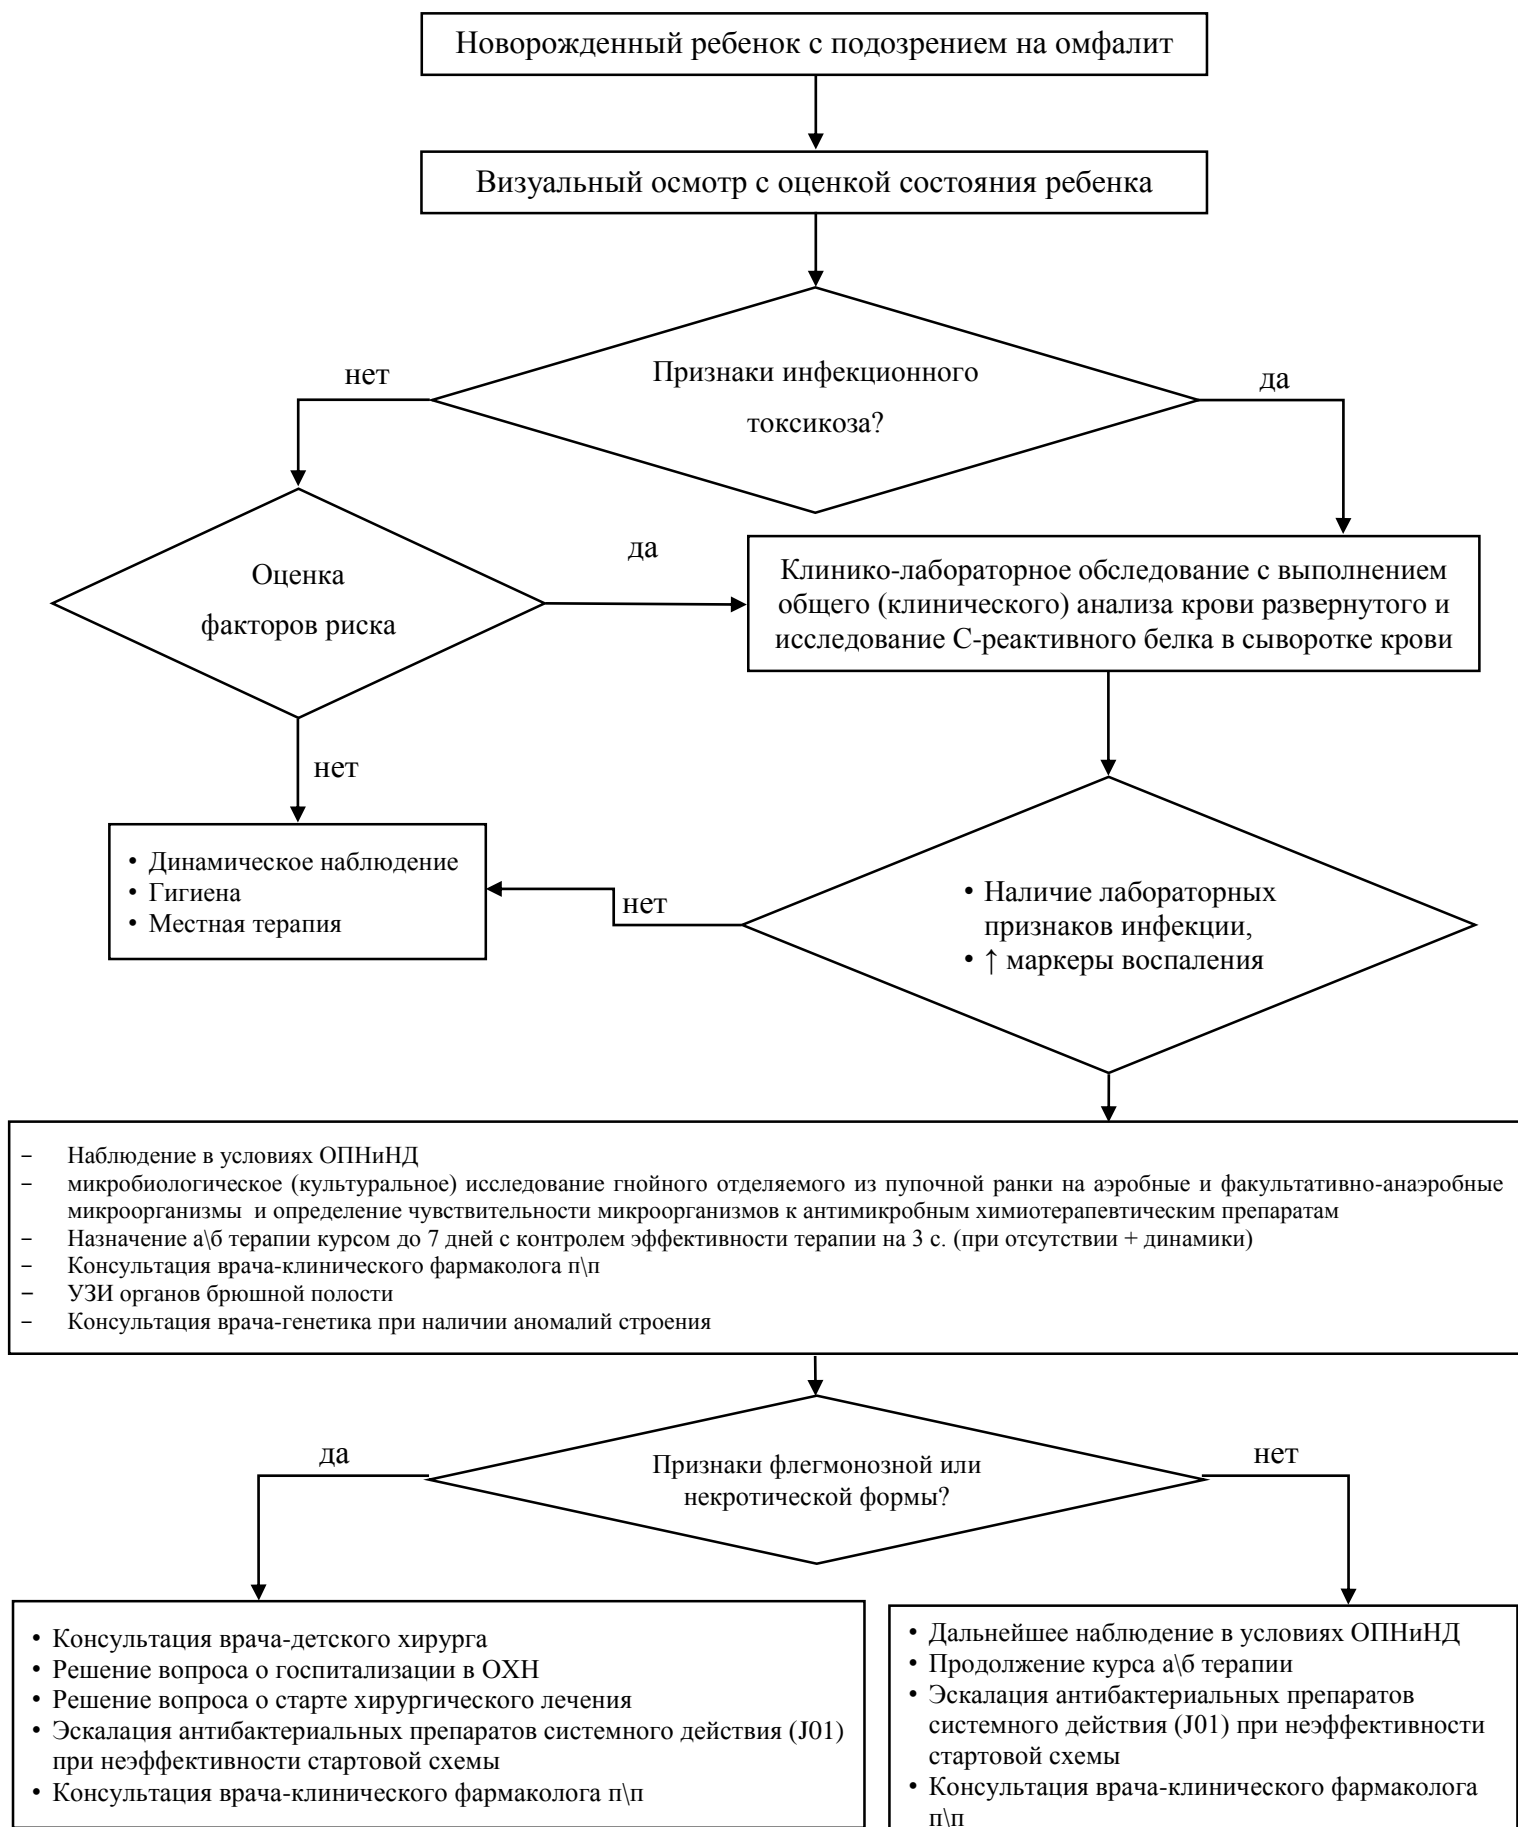 Новорожденный ребенок с подозрением на омфалит
Визуальный осмотр с оценкой состояния ребенка
нет
Признаки инфекционного
токсикоза?
да
Оценка
факторов риска
да
Клинико-лабораторное обследование с выполнением
общего (клинического) анализа крови развернутого и
исследование С-реактивного белка в сыворотке крови
нет
• Динамическое наблюдение
• Гигиена
• Местная терапия
нет
• Наличие лабораторных
признаков инфекции,
• ↑ маркеры воспаления
- Наблюдение в условиях ОПНиНД
- микробиологическое (культуральное) исследование гнойного отделяемого из пупочной ранки на аэробные и факультативно-анаэробные
микроорганизмы и определение чувствительности микроорганизмов к антимикробным химиотерапевтическим препаратам
- Назначение а\б терапии курсом до 7 дней с контролем эффективности терапии на 3 с. (при отсутствии + динамики)
- Консультация врача-клинического фармаколога п\п
- УЗИ органов брюшной полости
- Консультация врача-генетика при наличии аномалий строения
да
Признаки флегмонозной или
некротической формы?
нет
• Консультация врача-детского хирурга
• Решение вопроса о госпитализации в ОХН
• Решение вопроса о старте хирургического лечения
• Эскалация антибактериальных препаратов системного действия (J01)
при неэффективности стартовой схемы
• Консультация врача-клинического фармаколога п\п
• Дальнейшее наблюдение в условиях ОПНиНД
• Продолжение курса а\б терапии
• Эскалация антибактериальных препаратов
системного действия (J01) при неэффективности
стартовой схемы
• Консультация врача-клинического фармаколога
п\п